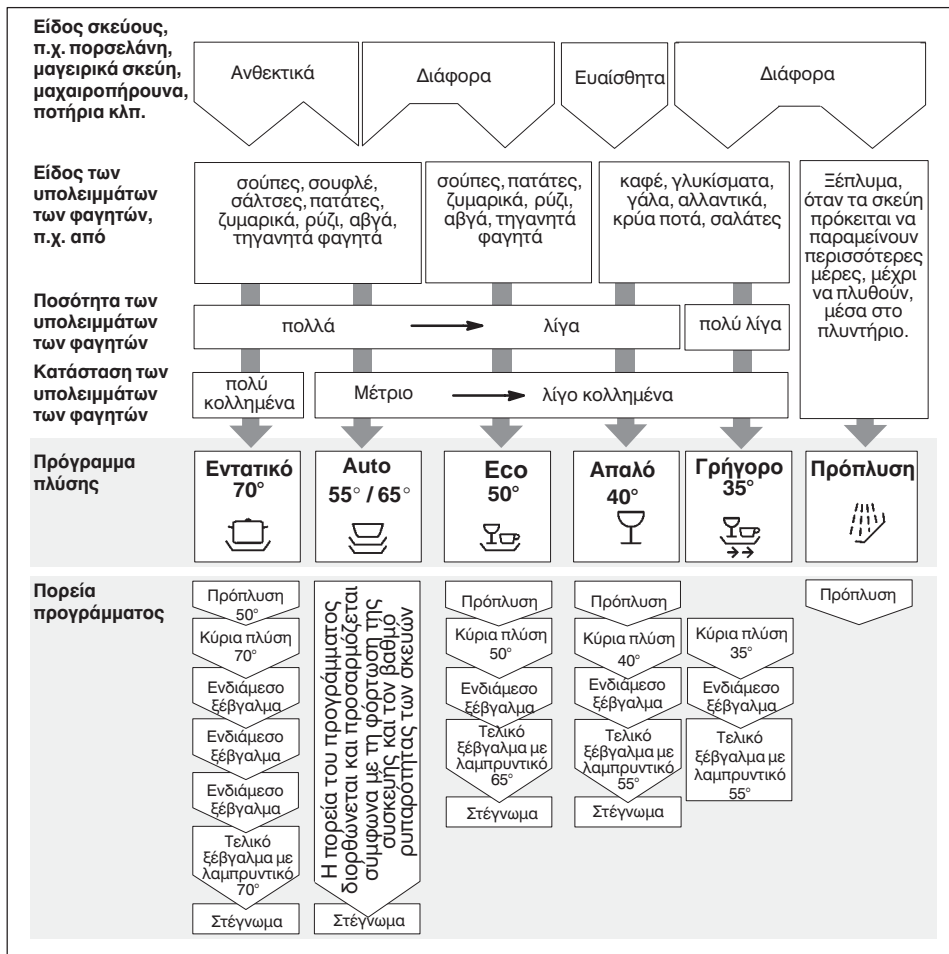 Είδος σκεύους,
π.χ. πορσελάνη,
μαγειρικά σκεύη,
μαχαιροπήρουνα,
ποτήρια κλπ.
Ανθεκτικά
Διάφορα
Ευαίσθητα
Διάφορα
Είδος των
υπολειμμάτων
των φαγητών,
π.χ. από
σούπες, σουφλέ,
σάλτσες, πατάτες,
ζυμαρικά, ρύζι, αβγά,
τηγανητά φαγητά
σούπες, πατάτες,
ζυμαρικά, ρύζι,
αβγά, τηγανητά
φαγητά
καφέ, γλυκίσματα,
γάλα, αλλαντικά,
κρύα ποτά, σαλάτες
Ξέπλυμα,
όταν τα σκεύη
πρόκειται να
παραμείνουν
περισσότερες
μέρες, μέχρι
να πλυθούν,
μέσα στο
πλυντήριο.
Ποσότητα των
υπολειμμάτων
των φαγητών
πολλά → λίγα
πολύ λίγα
Κατάσταση των
υπολειμμάτων
των φαγητών
πολύ
κολλημένα
Μέτριο → λίγο κολλημένα
Πρόγραμμα
πλύσης
Εντατικό
70°
Auto
55° / 65°
Eco
50°
Απαλό
40°
Γρήγορο
35°
Πρόπλυση
Πορεία
προγράμματος
Πρόπλυση
50°
Κύρια πλύση
70°
Ενδιάμεσο
ξέβγαλμα
Ενδιάμεσο
ξέβγαλμα
Ενδιάμεσο
ξέβγαλμα
Τελικό
ξέβγαλμα με
λαμπρυντικό
70°
Στέγνωμα
Η πορεία του προγράμματος
διορθώνεται και προσαρμόζεται
σύμφωνα με τη φόρτωση της
συσκευής και τον βαθμό
ρυπαρότητας των σκευών
Στέγνωμα
Πρόπλυση
Κύρια πλύση
50°
Ενδιάμεσο
ξέβγαλμα
Τελικό
ξέβγαλμα με
λαμπρυντικό
65°
Στέγνωμα
Πρόπλυση
Κύρια πλύση
40°
Ενδιάμεσο
ξέβγαλμα
Τελικό
ξέβγαλμα με
λαμπρυντικό
55°
Στέγνωμα
Κύρια πλύση
35°
Ενδιάμεσο
ξέβγαλμα
Τελικό
ξέβγαλμα με
λαμπρυντικό
55°
Πρόπλυση